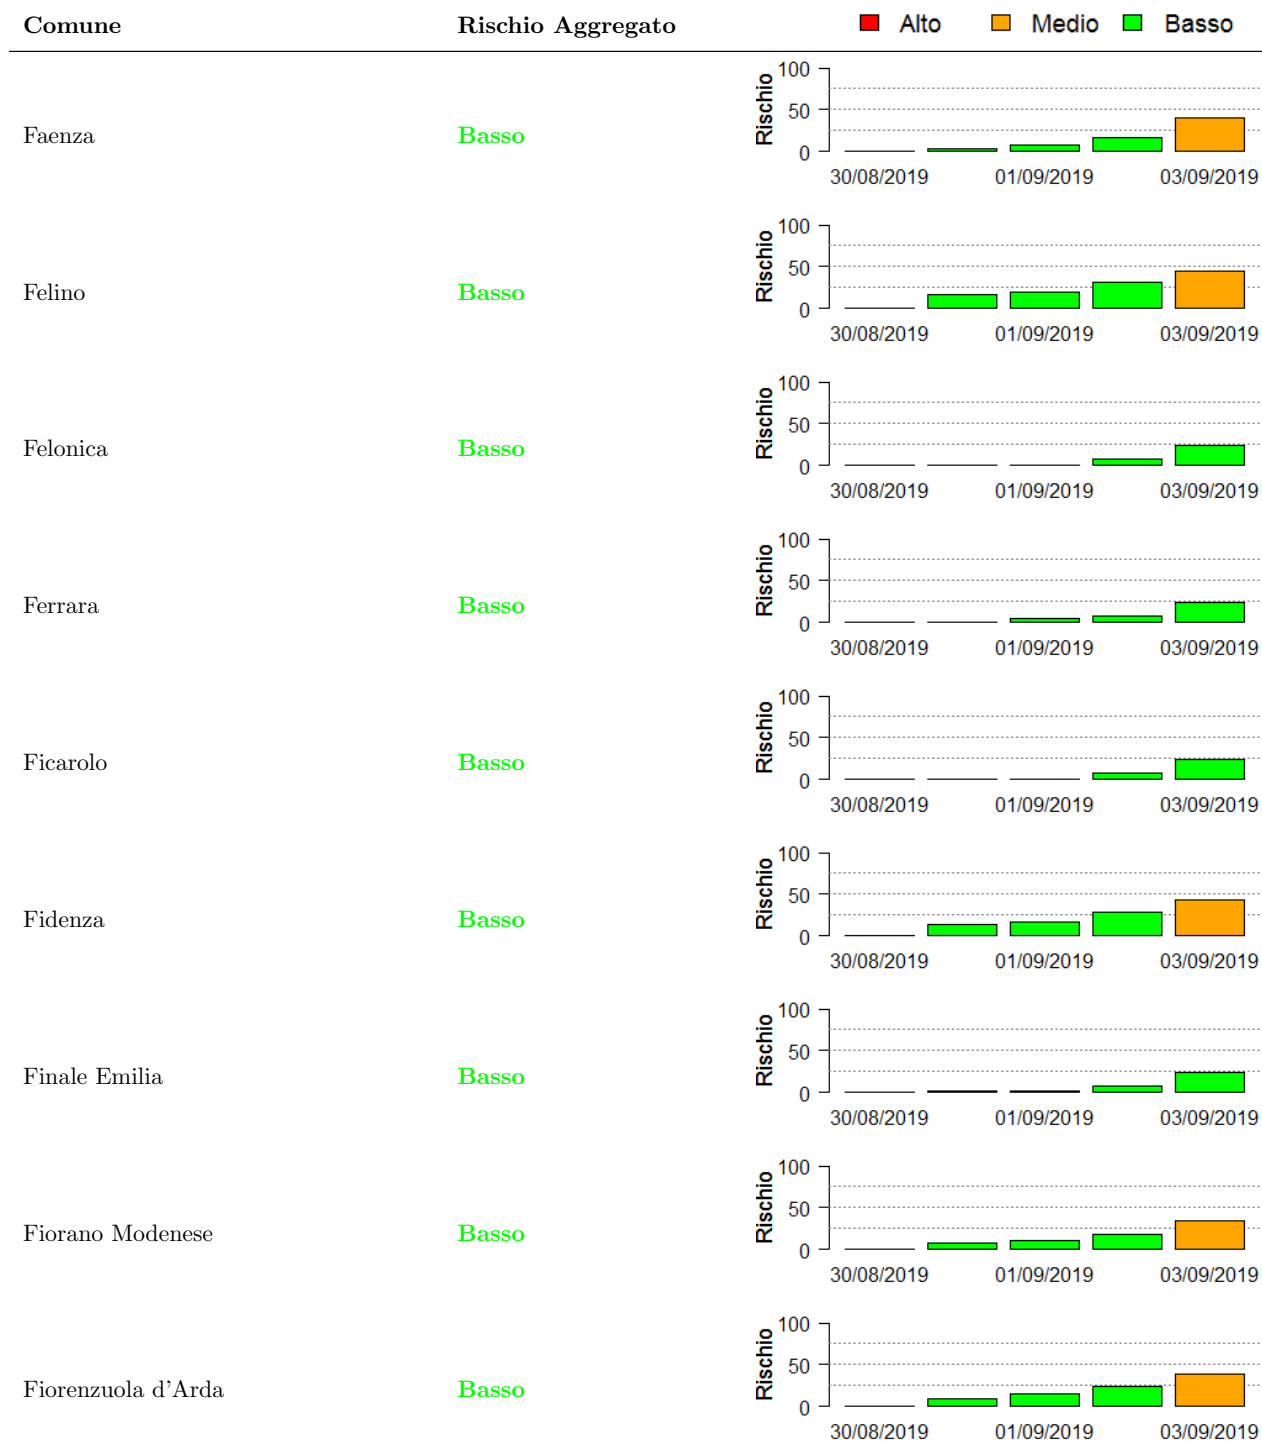 Comune Rischio Aggregato Alto Medio Basso
Faenza Basso Rischio 100 50 0
30/08/2019 01/09/2019 03/09/2019
Felino Basso Rischio 100 50 0
30/08/2019 01/09/2019 03/09/2019
Felonica Basso Rischio 100 50 0
30/08/2019 01/09/2019 03/09/2019
Ferrara Basso Rischio 100 50 0
30/08/2019 01/09/2019 03/09/2019
Ficarolo Basso Rischio 100 50 0
30/08/2019 01/09/2019 03/09/2019
Fidenza Basso Rischio 100 50 0
30/08/2019 01/09/2019 03/09/2019
Finale Emilia Basso Rischio 100 50 0
30/08/2019 01/09/2019 03/09/2019
Fiorano Modenese Basso Rischio 100 50 0
30/08/2019 01/09/2019 03/09/2019
Fiorenzuola d'Arda Basso Rischio 100 50 0
30/08/2019 01/09/2019 03/09/2019